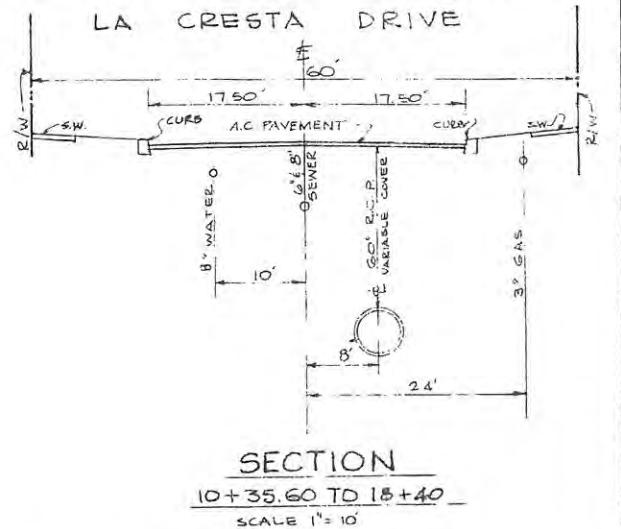 LA CRESTA DRIVE
℄
60'
17.50' 17.50'
R/W S.W. CURB A.C. PAVEMENT CURB S.W. R/W
8" WATER
6" & 8" SEWER
60" R.C.P.
VARIABLE COVER
3" GAS
10'
8'
24'
SECTION
10+35.60 TO 18+40
SCALE 1"=10'